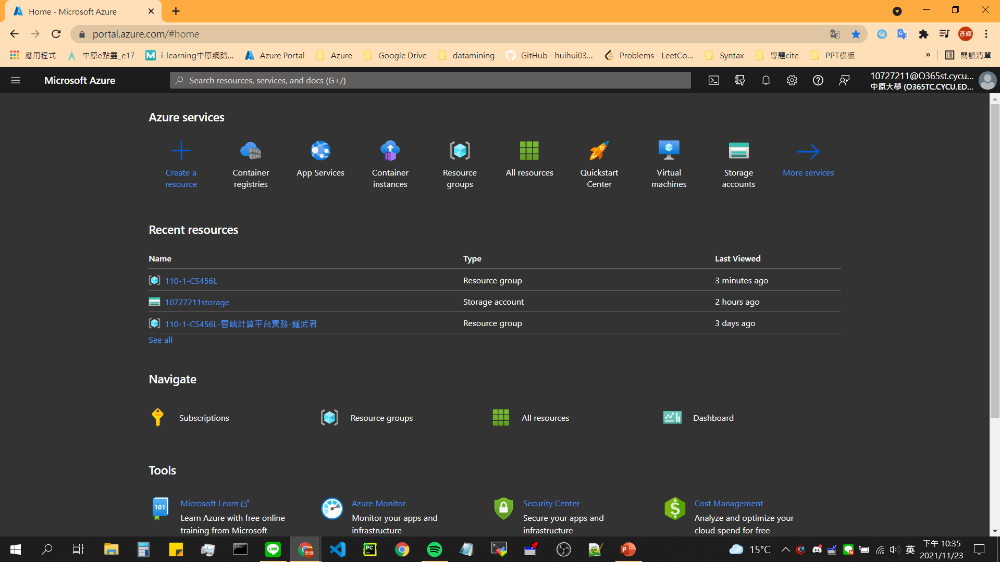 Home - Microsoft Azure
portal.azure.com/#home
彥輝
應用程式 中原e點靈_e17 i-learning中原網路... Azure Portal Azure Google Drive datamining GitHub - huihui03... Problems - LeetCo... Syntax 專題cite PPT模板 » 閱讀清單
Microsoft Azure
Search resources, services, and docs (G+/)
10727211@O365st.cycu...
中原大學 (O365TC.CYCU.ED...
Azure services
Create a resource
Container registries
App Services
Container instances
Resource groups
All resources
Quickstart Center
Virtual machines
Storage accounts
More services
Recent resources
Name Type Last Viewed
110-1-CS456L Resource group 3 minutes ago
10727211storage Storage account 2 hours ago
110-1-CS456L-雲端計算平台實務-鍾武君 Resource group 3 days ago
See all
Navigate
Subscriptions Resource groups All resources Dashboard
Tools
101
Microsoft Learn
Learn Azure with free online
training from Microsoft
Azure Monitor
Monitor your apps and
infrastructure
Security Center
Secure your apps and
infrastructure
Cost Management
Analyze and optimize your
cloud spend for free
LINE
PC
15°C
英
下午 10:35
2021/11/23